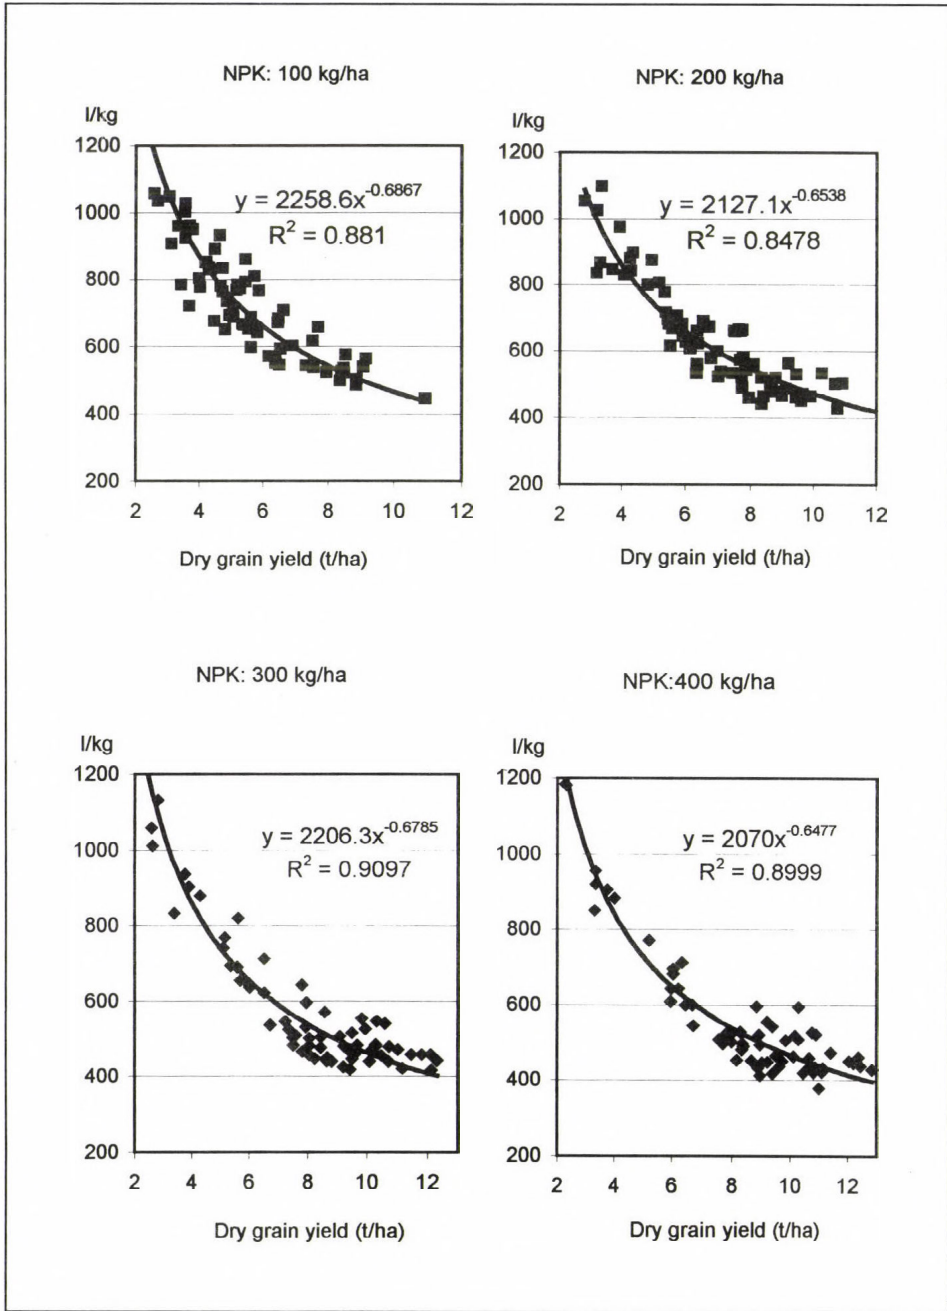 NPK: 100 kg/ha
l/kg
1200
1000
800
600
400
200
y = 2258.6x^-0.6867
R² = 0.881
2 4 6 8 10 12
Dry grain yield (t/ha)
NPK: 200 kg/ha
l/kg
1200
1000
800
600
400
200
y = 2127.1x^-0.6538
R² = 0.8478
2 4 6 8 10 12
Dry grain yield (t/ha)
NPK: 300 kg/ha
l/kg
1200
1000
800
600
400
200
y = 2206.3x^-0.6785
R² = 0.9097
2 4 6 8 10 12
Dry grain yield (t/ha)
NPK:400 kg/ha
l/kg
1200
1000
800
600
400
200
y = 2070x^-0.6477
R² = 0.8999
2 4 6 8 10 12
Dry grain yield (t/ha)